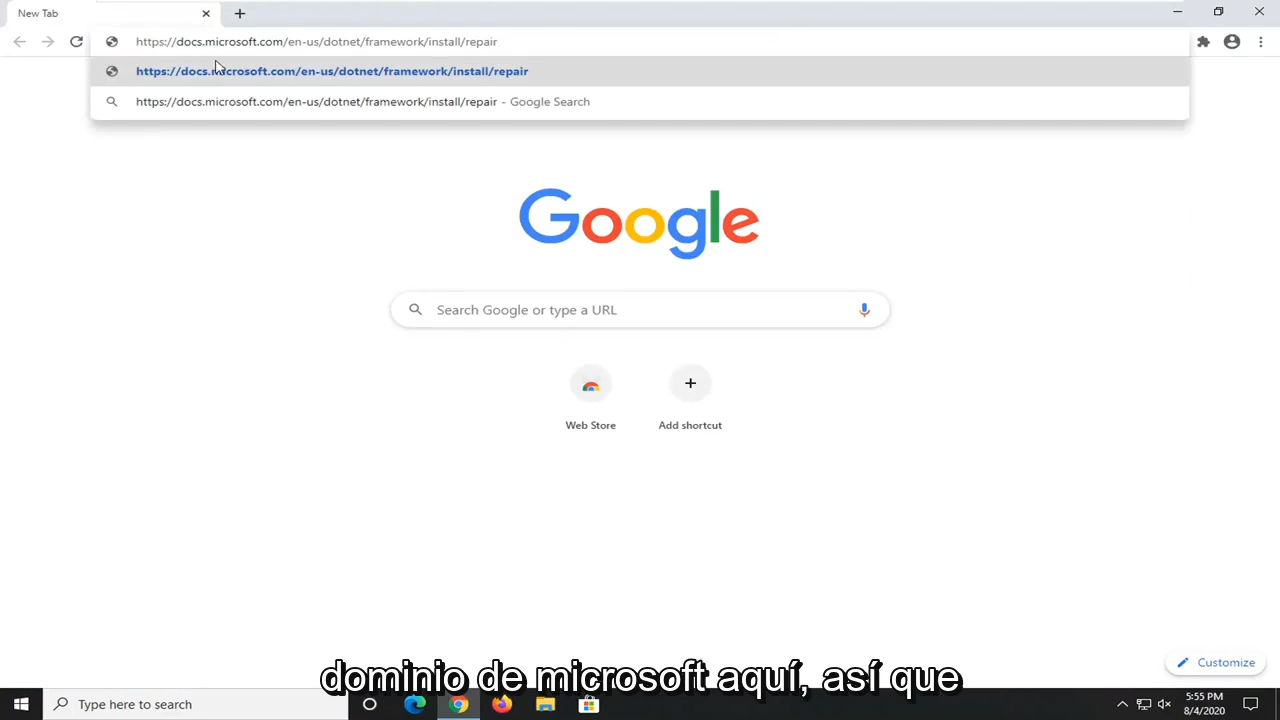 New Tab
https://docs.microsoft.com/en-us/dotnet/framework/install/repair
https://docs.microsoft.com/en-us/dotnet/framework/install/repair
https://docs.microsoft.com/en-us/dotnet/framework/install/repair - Google Search
Google
Search Google or type a URL
Web Store
Add shortcut
Customize
dominio de microsoft aquí, así que
Type here to search
5:55 PM
8/4/2020